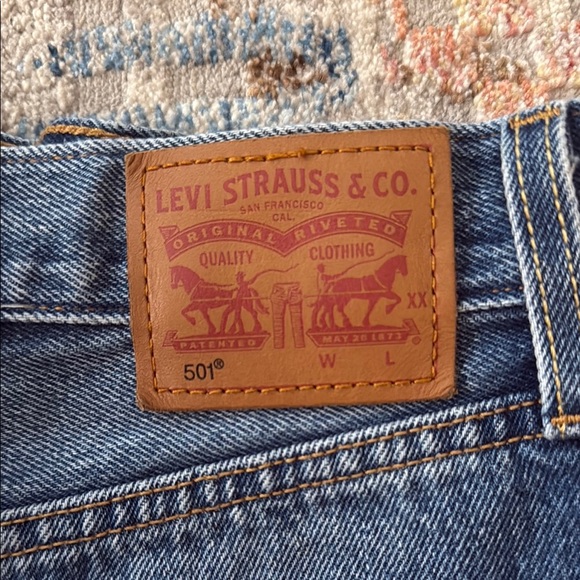 LEVI STRAUSS & CO.
SAN FRANCISCO
CAL.
ORIGINAL RIVETED
QUALITY CLOTHING
XX
PATENTED MAY 20 1873
501® W L